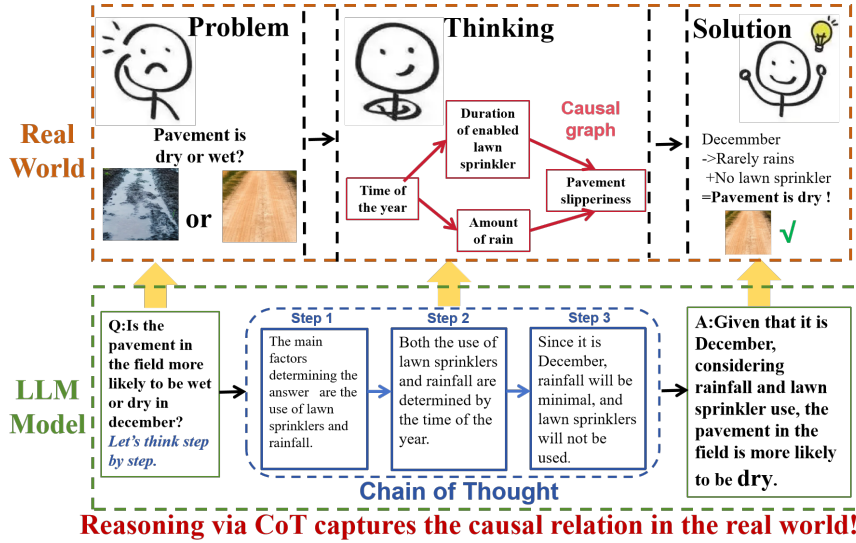 Problem
Thinking
Solution
Real
World
Pavement is
dry or wet?
or
Time of
the year
Duration
of enabled
lawn
sprinkler
Amount
of rain
Causal
graph
Pavement
slipperiness
Decemmber
->Rarely rains
+No lawn sprinkler
=Pavement is dry !
√
LLM
Model
Q:Is the
pavement in
the field more
likely to be wet
or dry in
december?
Let's think step
by step.
Step 1
The main
factors
determining the
answer are the
use of lawn
sprinklers and
rainfall.
Step 2
Both the use of
lawn sprinklers
and rainfall are
determined by
the time of the
year.
Step 3
Since it is
December,
rainfall will be
minimal, and
lawn sprinklers
will not be
used.
Chain of Thought
A:Given that it is
December,
considering
rainfall and lawn
sprinkler use, the
pavement in the
field is more likely
to be dry.
Reasoning via CoT captures the causal relation in the real world!